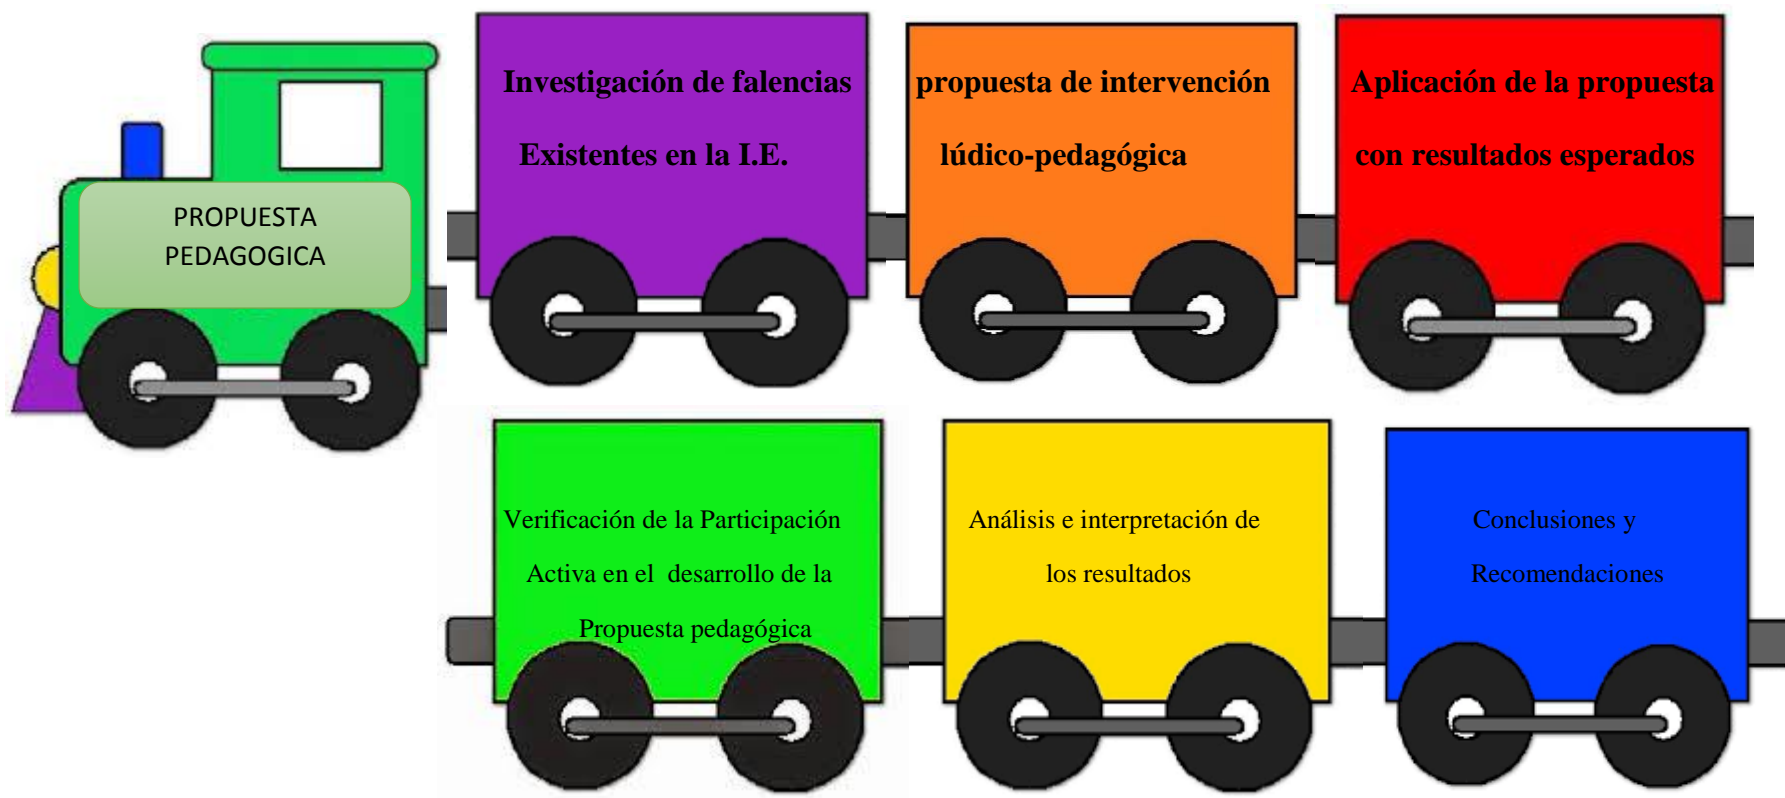 PROPUESTA
PEDAGOGICA
Investigación de falencias
Existentes en la I.E.
propuesta de intervención
lúdico-pedagógica
Aplicación de la propuesta
con resultados esperados
Verificación de la Participación
Activa en el desarrollo de la
Propuesta pedagógica
Análisis e interpretación de
los resultados
Conclusiones y
Recomendaciones